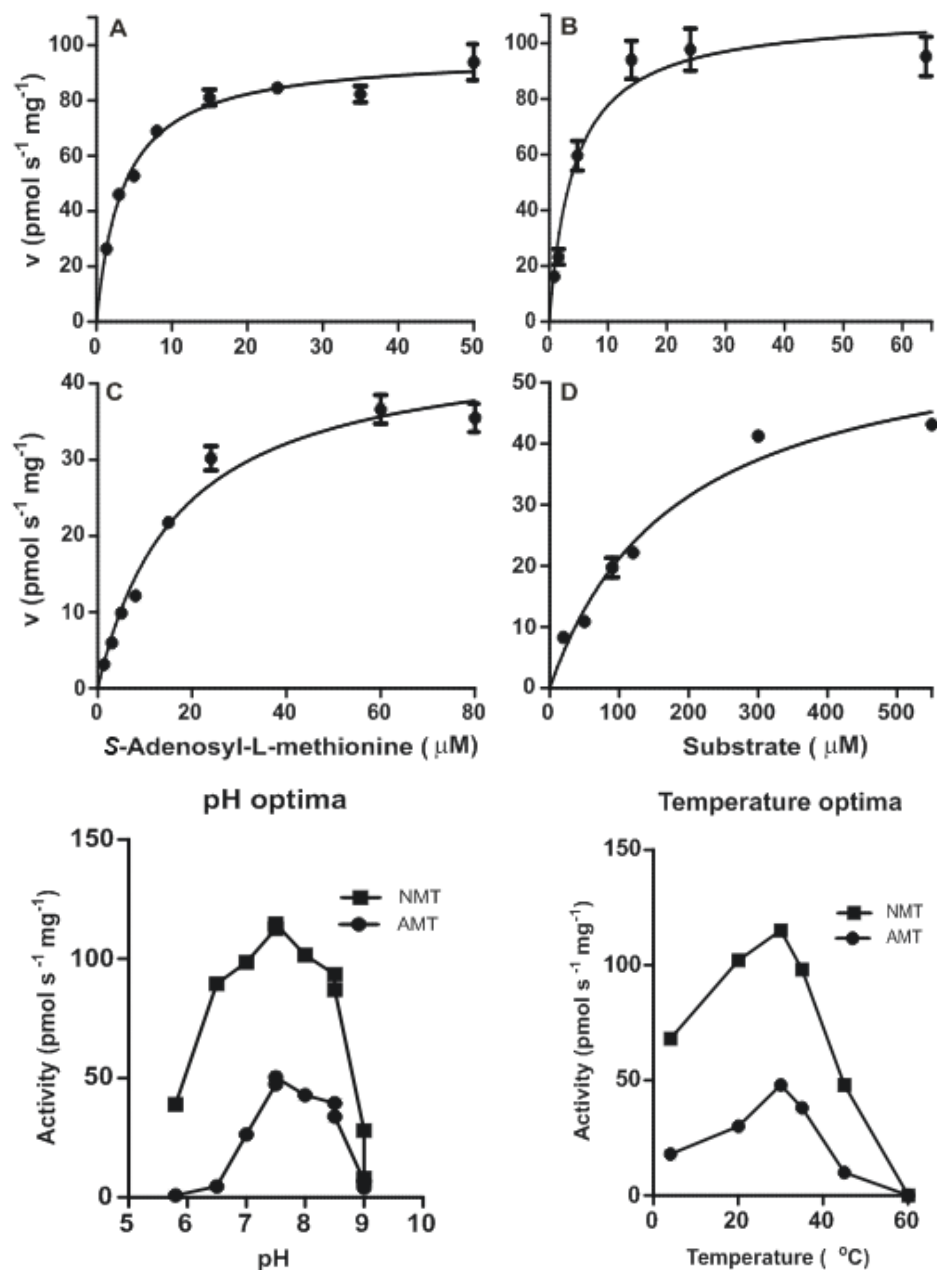 A
v (pmol s⁻¹ mg⁻¹)
100
80
60
40
20
0
0 10 20 30 40 50
B
100
80
60
40
20
0
0 10 20 30 40 50 60
C
v (pmol s⁻¹ mg⁻¹)
40
30
20
10
0
0 20 40 60 80
S-Adenosyl-L-methionine ( μM)
D
50
40
30
20
10
0
0 100 200 300 400 500
Substrate ( μM)
pH optima
Activity (pmol s⁻¹ mg⁻¹)
150
100
50
0
NMT
AMT
5 6 7 8 9 10
pH
Temperature optima
Activity (pmol s⁻¹ mg⁻¹)
150
100
50
0
NMT
AMT
0 20 40 60
Temperature ( °C)